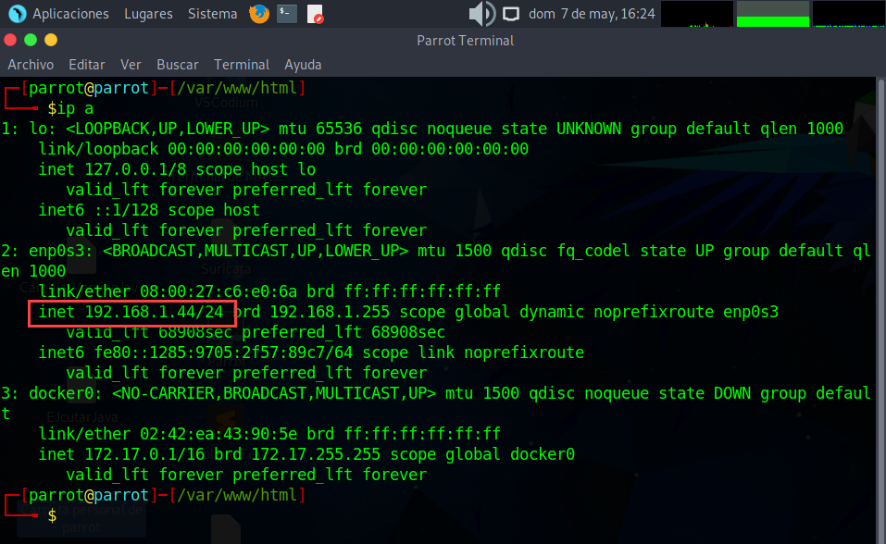 Aplicaciones Lugares Sistema dom 7 de may, 16:24
Parrot Terminal
Archivo Editar Ver Buscar Terminal Ayuda
┌─[parrot@parrot]─[/var/www/html]
└──╼ $ip a
1: lo: <LOOPBACK,UP,LOWER_UP> mtu 65536 qdisc noqueue state UNKNOWN group default qlen 1000
link/loopback 00:00:00:00:00:00 brd 00:00:00:00:00:00
inet 127.0.0.1/8 scope host lo
valid_lft forever preferred_lft forever
inet6 ::1/128 scope host
valid_lft forever preferred_lft forever
2: enp0s3: <BROADCAST,MULTICAST,UP,LOWER_UP> mtu 1500 qdisc fq_codel state UP group default ql
en 1000
link/ether 08:00:27:c6:e0:6a brd ff:ff:ff:ff:ff:ff
inet 192.168.1.44/24 brd 192.168.1.255 scope global dynamic noprefixroute enp0s3
valid_lft 68908sec preferred_lft 68908sec
inet6 fe80::1285:9705:2f57:89c7/64 scope link noprefixroute
valid_lft forever preferred_lft forever
3: docker0: <NO-CARRIER,BROADCAST,MULTICAST,UP> mtu 1500 qdisc noqueue state DOWN group defaul
t
link/ether 02:42:ea:43:90:5e brd ff:ff:ff:ff:ff:ff
inet 172.17.0.1/16 brd 172.17.255.255 scope global docker0
valid_lft forever preferred_lft forever
┌─[parrot@parrot]─[/var/www/html]
└──╼ $
VSCodium
Suricata
parrot